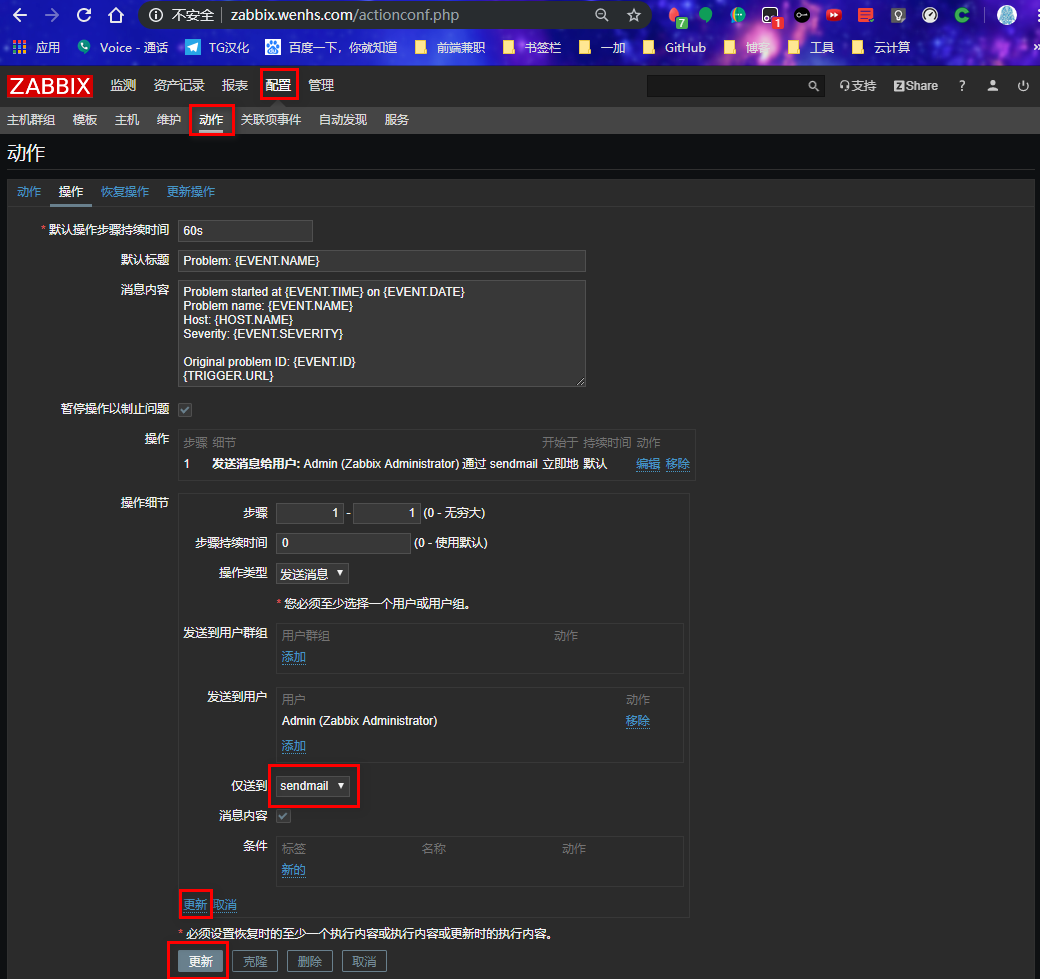 不安全 zabbix.wenhs.com/actionconf.php
7 1
应用 Voice - 通话 TG汉化 百度一下，你就知道 前端兼职 书签栏 一加 GitHub 博客 工具 云计算 »
ZABBIX 监测 资产记录 报表 配置 管理 支持 Share ?
主机群组 模板 主机 维护 动作 关联项事件 自动发现 服务
动作
动作 操作 恢复操作 更新操作
* 默认操作步骤持续时间 60s
默认标题 Problem: {EVENT.NAME}
消息内容 Problem started at {EVENT.TIME} on {EVENT.DATE}
Problem name: {EVENT.NAME}
Host: {HOST.NAME}
Severity: {EVENT.SEVERITY}
Original problem ID: {EVENT.ID}
{TRIGGER.URL}
暂停操作以制止问题
操作 步骤 细节 开始于 持续时间 动作
1 发送消息给用户: Admin (Zabbix Administrator) 通过 sendmail 立即地 默认 编辑 移除
操作细节
步骤 1 - 1 (0 - 无穷大)
步骤持续时间 0 (0 - 使用默认)
操作类型 发送消息
* 您必须至少选择一个用户或用户组。
发送到用户群组 用户群组 动作
添加
发送到用户 用户 动作
Admin (Zabbix Administrator) 移除
添加
仅送到 sendmail
消息内容
条件 标签 名称 动作
新的
更新 取消
* 必须设置恢复时的至少一个执行内容或执行内容或更新时的执行内容。
更新 克隆 删除 取消